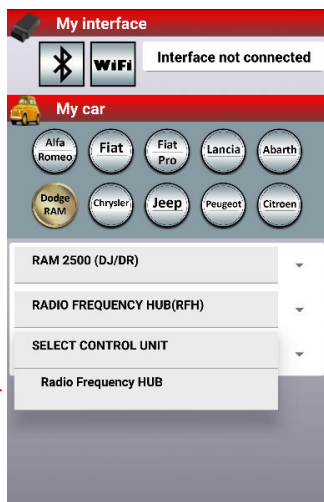 My interface
WiFi
Interface not connected
My car
Alfa
Romeo
Fiat
Fiat
Pro
Lancia
Abarth
Dodge
RAM
Chrysler
Jeep
Peugeot
Citroen
RAM 2500 (DJ/DR)
RADIO FREQUENCY HUB(RFH)
SELECT CONTROL UNIT
Radio Frequency HUB